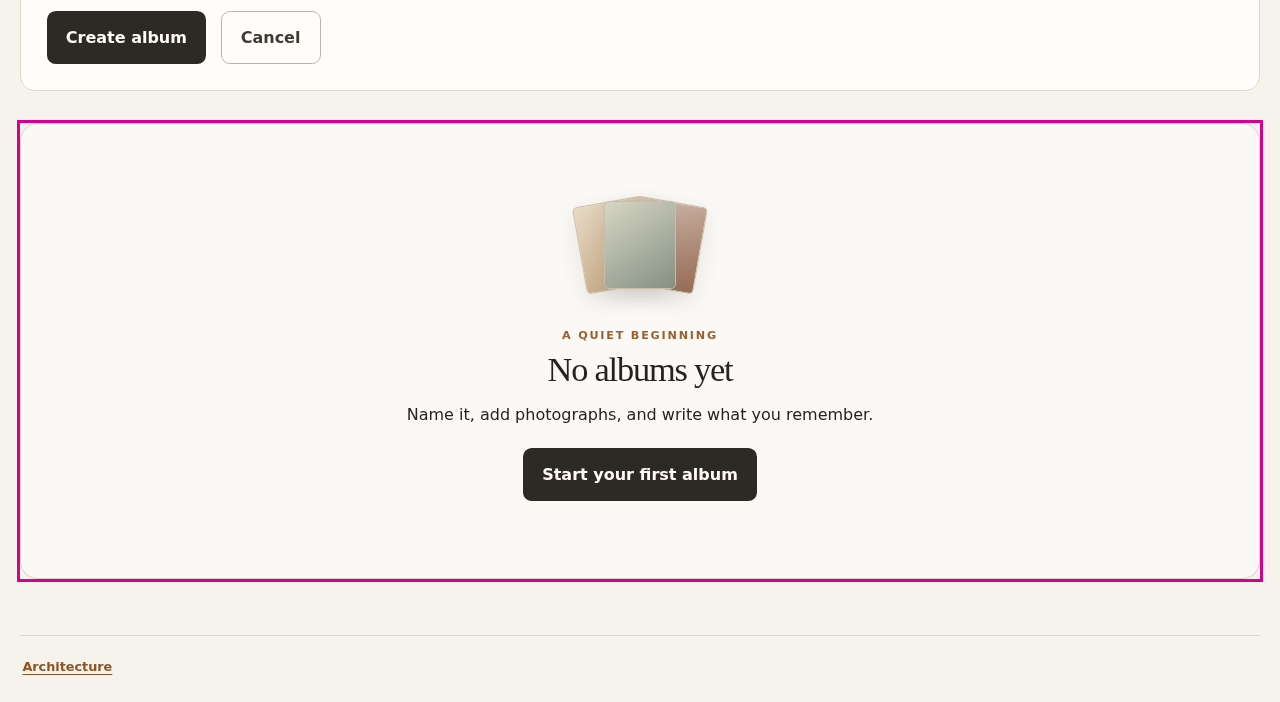 Create album
Cancel
A QUIET BEGINNING
No albums yet
Name it, add photographs, and write what you remember.
Start your first album
Architecture